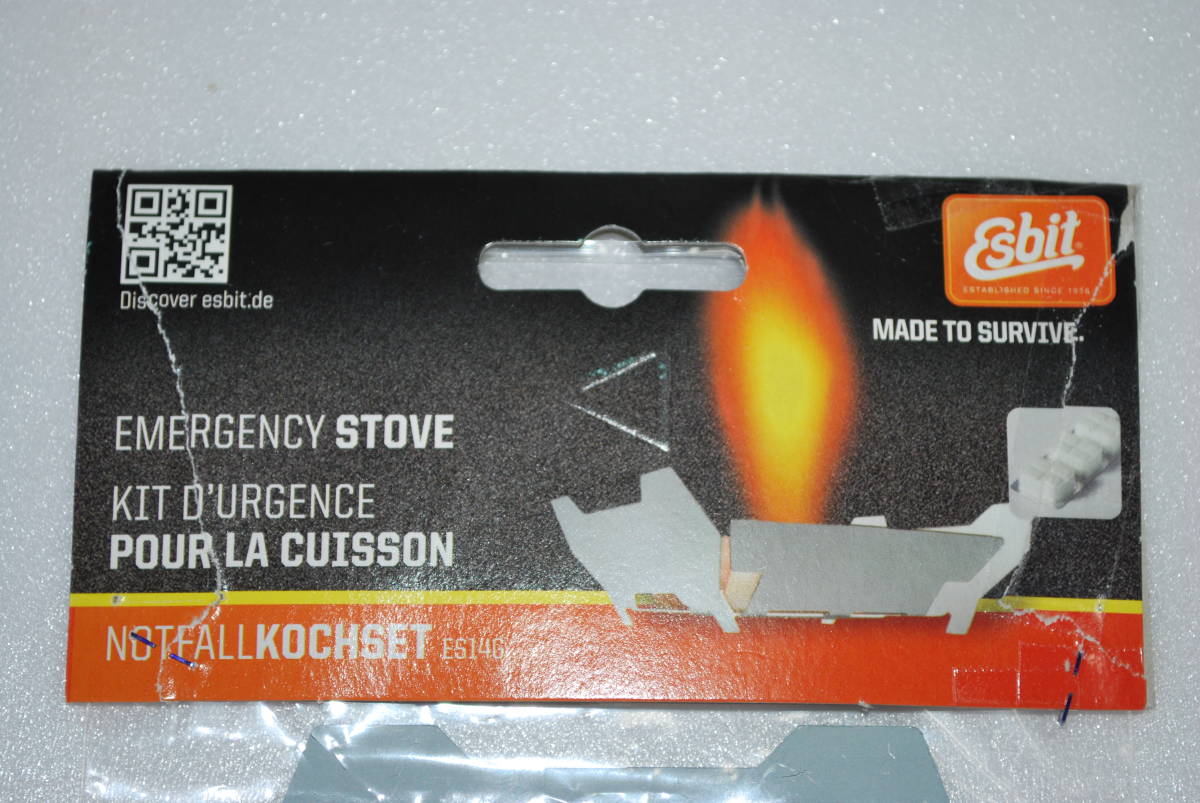 Discover esbit.de
Esbit®
ESTABLISHED SINCE 1936
MADE TO SURVIVE.
EMERGENCY STOVE
KIT D'URGENCE
POUR LA CUISSON
NOTFALLKOCHSET ES14G